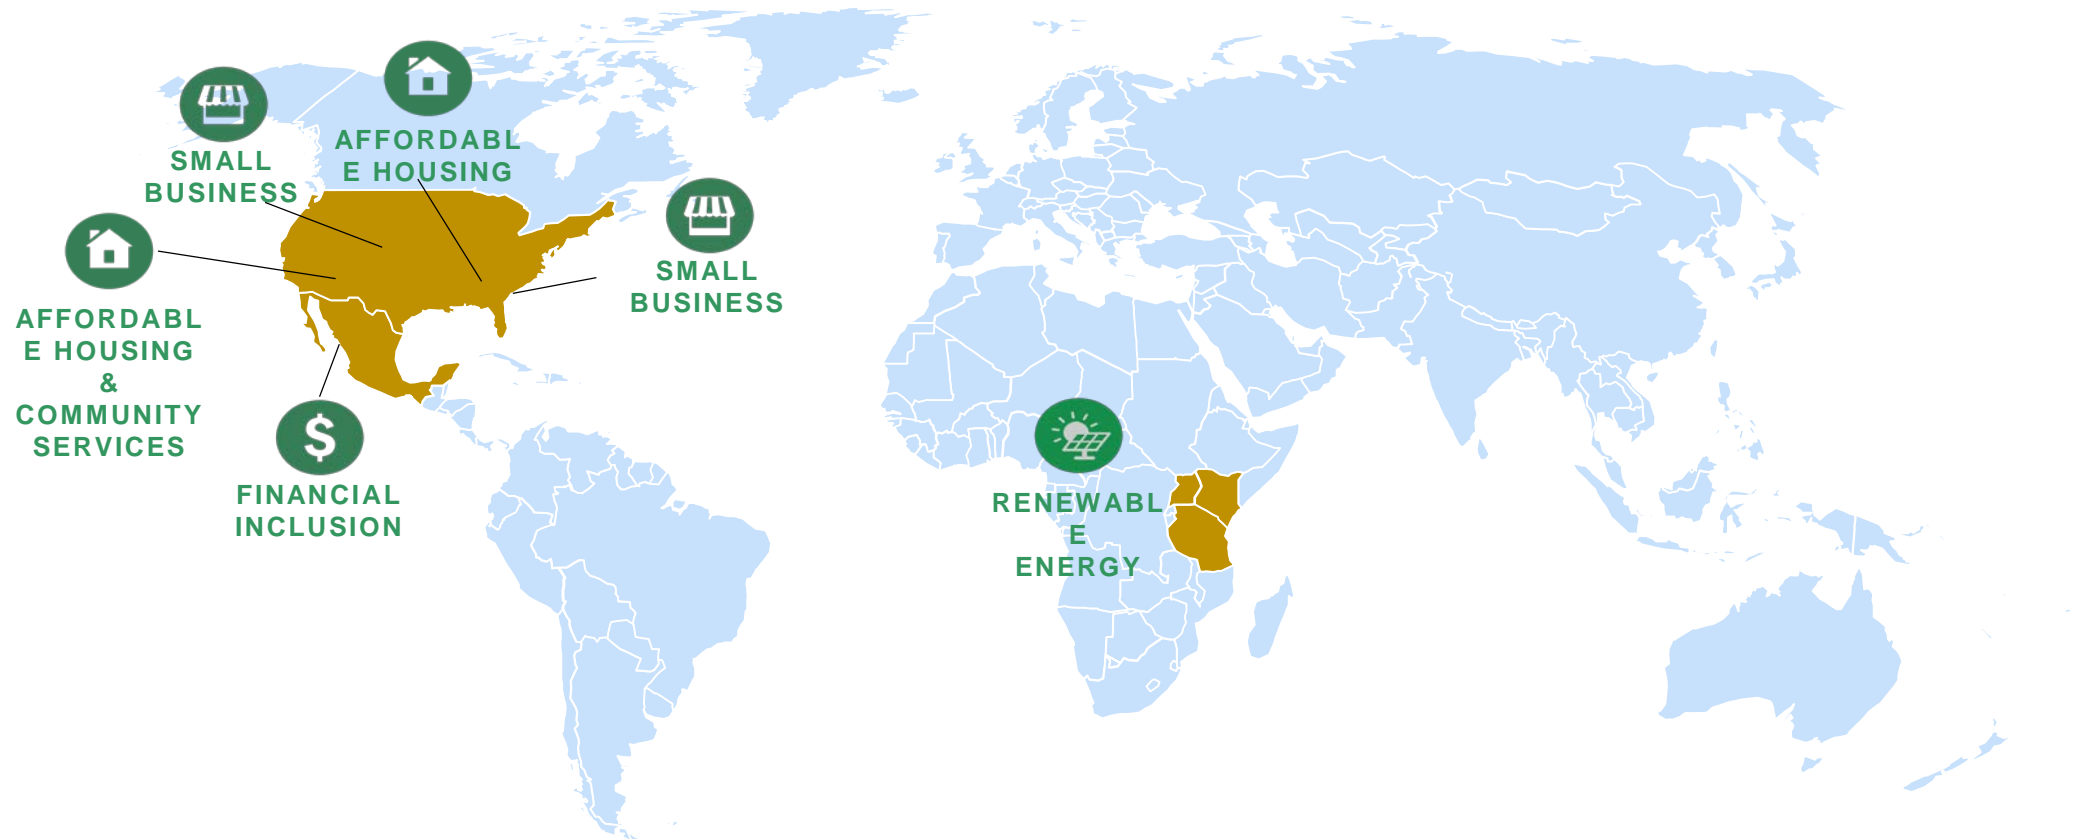 SMALL
BUSINESS
AFFORDABL
E HOUSING
SMALL
BUSINESS
AFFORDABL
E HOUSING
&
COMMUNITY
SERVICES
$
FINANCIAL
INCLUSION
RENEWABL
E
ENERGY